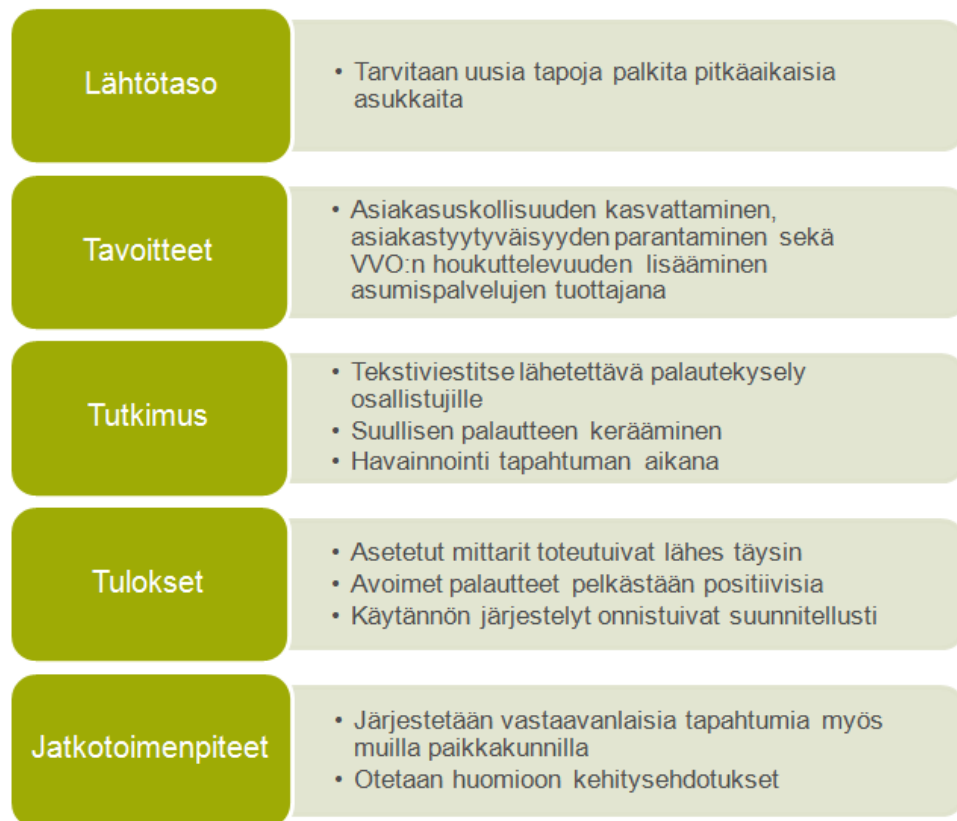 Lähtötaso
• Tarvitaan uusia tapoja palkita pitkäaikaisia
asukkaita
Tavoitteet
• Asiakasuskollisuuden kasvattaminen,
asiakastyytyväisyyden parantaminen sekä
VVO:n houkuttelevuuden lisääminen
asumispalvelujen tuottajana
Tutkimus
• Tekstiviestitse lähetettävä palautekysely
osallistujille
• Suullisen palautteen kerääminen
• Havainnointi tapahtuman aikana
Tulokset
• Asetetut mittarit toteutuivat lähes täysin
• Avoimet palautteet pelkästään positiivisia
• Käytännön järjestelyt onnistuivat suunnitellusti
Jatkotoimenpiteet
• Järjestetään vastaavanlaisia tapahtumia myös
muilla paikkakunnilla
• Otetaan huomioon kehitysehdotukset